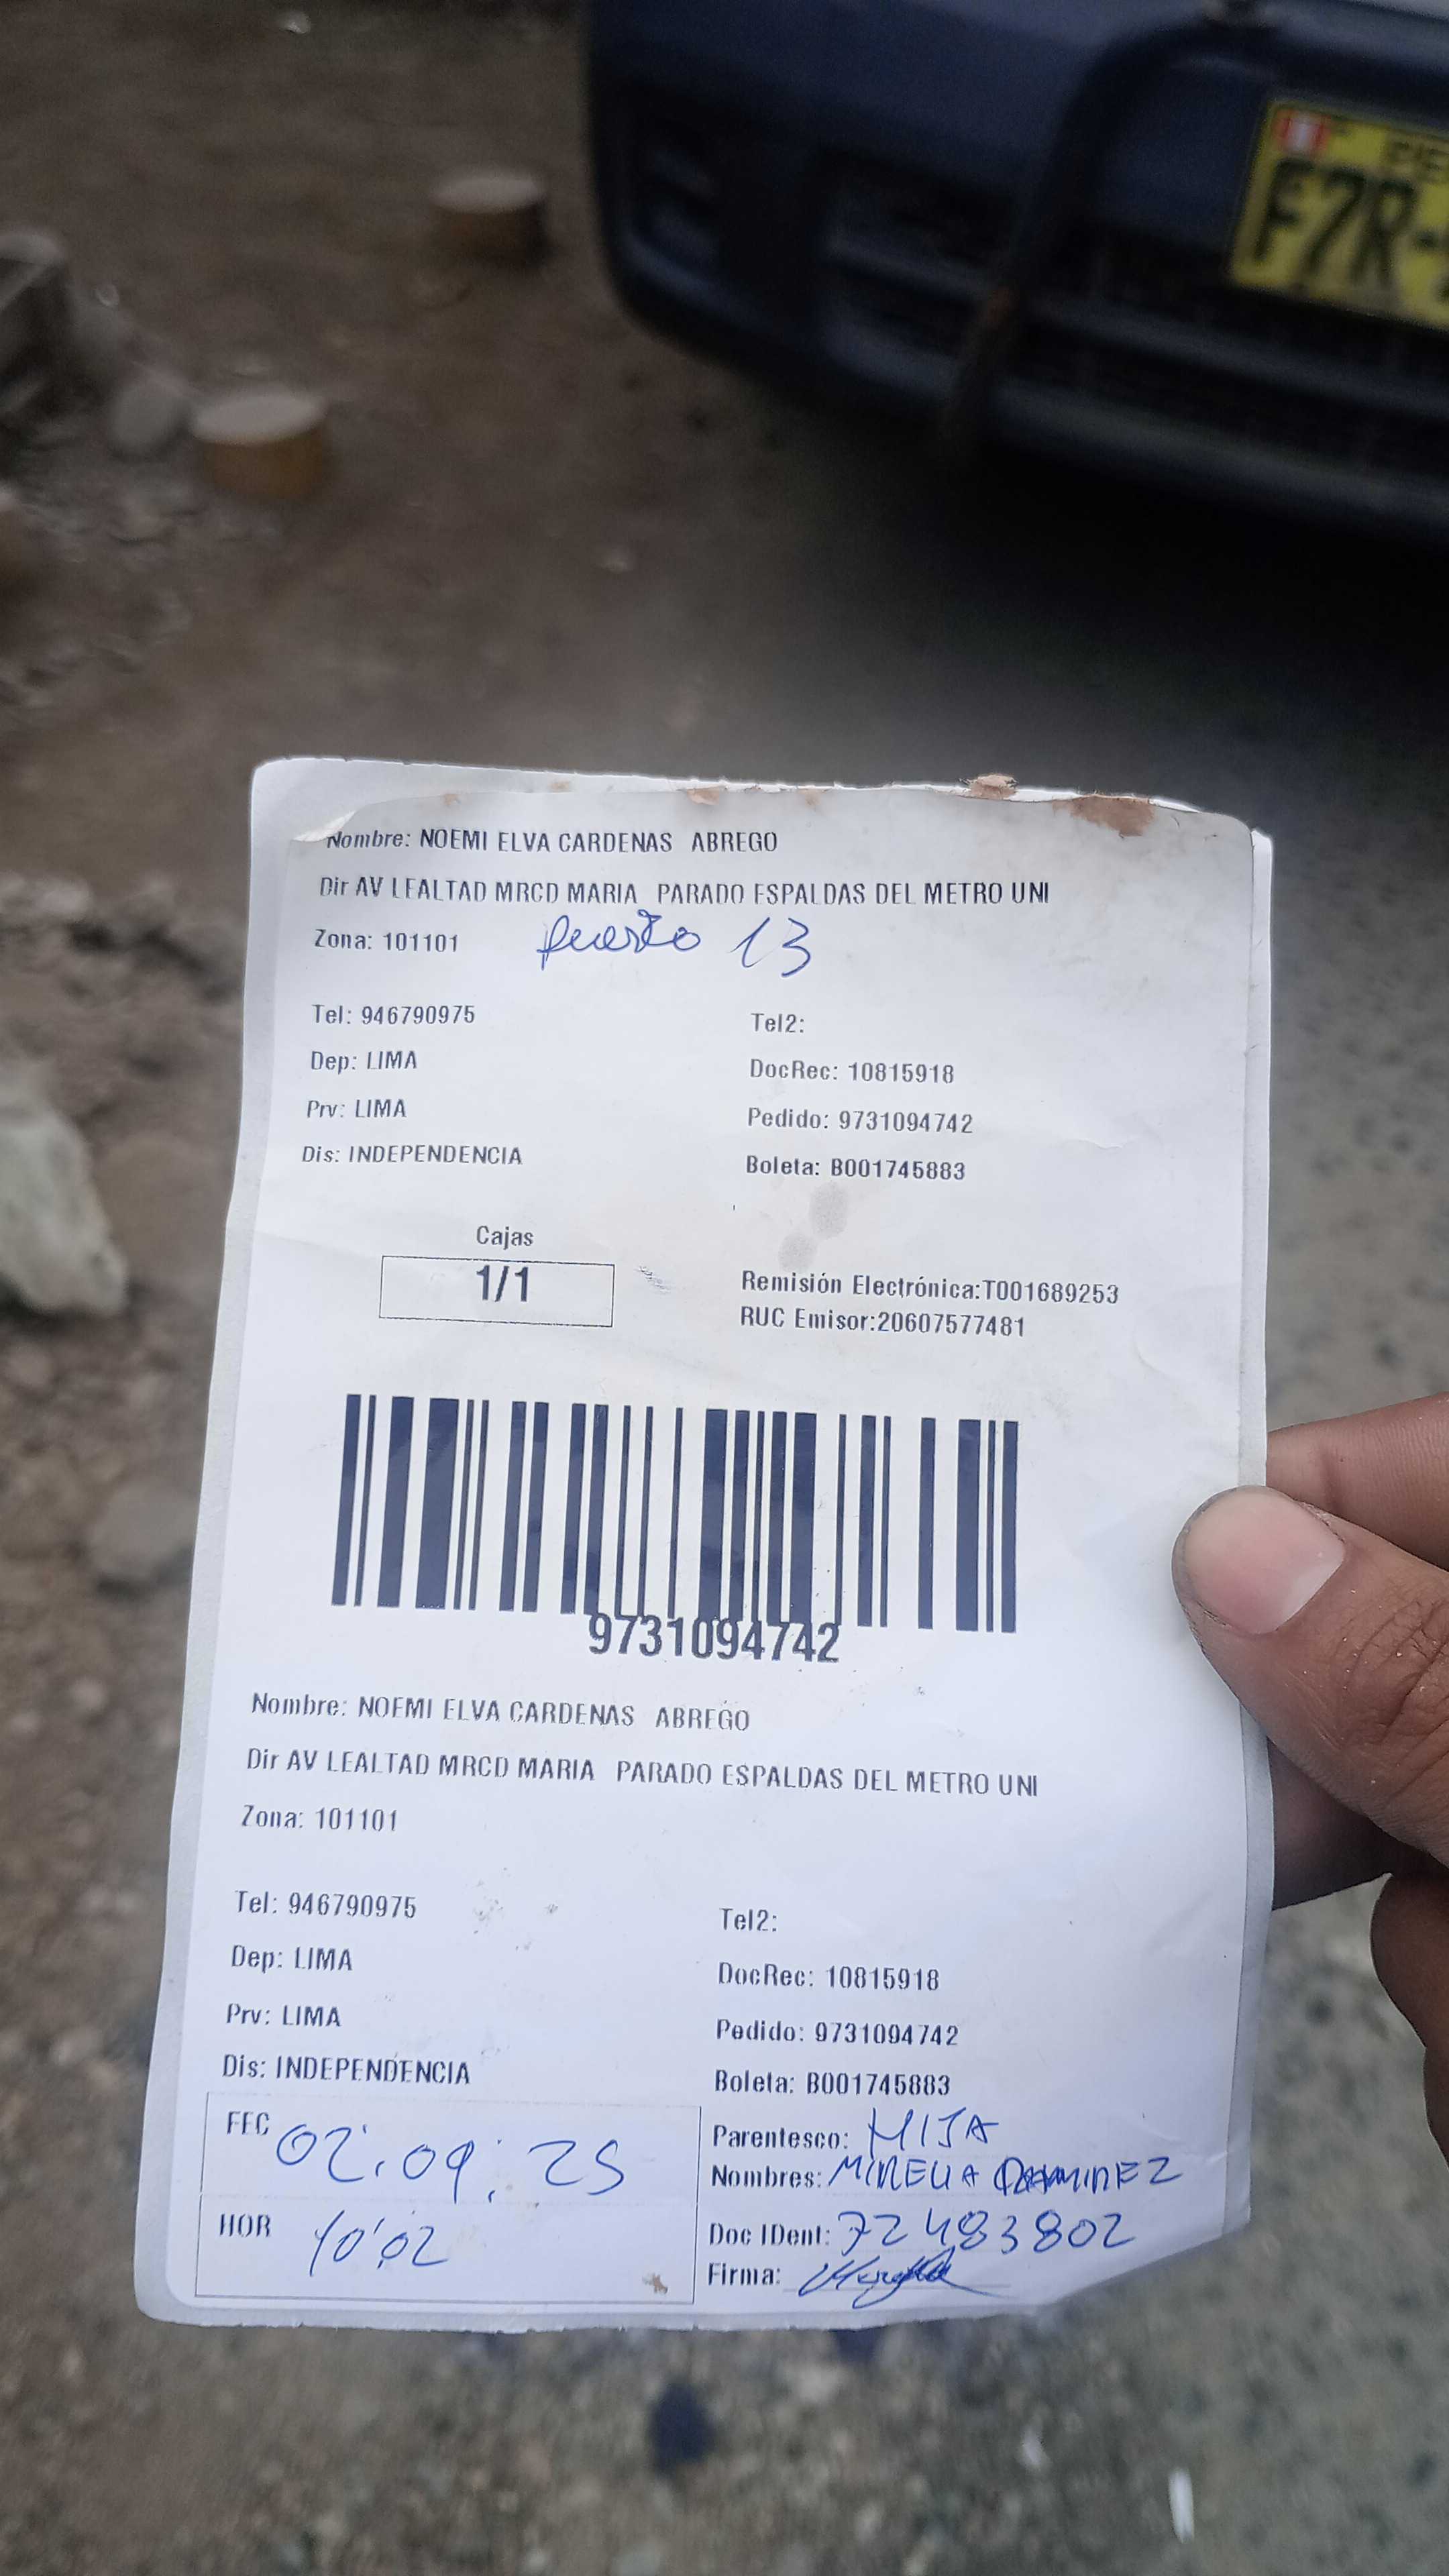 PE
F7R-
Nombre: NOEMI ELVA CARDENAS ABREGO
Dir AV LEALTAD MRCD MARIA PARADO ESPALDAS DEL METRO UNI
Zona: 101101 puesto 13
Tel: 946790975 Tel2:
Dep: LIMA DocRec: 10815918
Prv: LIMA Pedido: 9731094742
Dis: INDEPENDENCIA Boleta: B001745883
Cajas
1/1
Remisión Electrónica:T001689253
RUC Emisor:20607577481
9731094742
Nombre: NOEMI ELVA CARDENAS ABREGO
Dir AV LEALTAD MRCD MARIA PARADO ESPALDAS DEL METRO UNI
Zona: 101101
Tel: 946790975 Tel2:
Dep: LIMA DocRec: 10815918
Prv: LIMA Pedido: 9731094742
Dis: INDEPENDENCIA Boleta: B001745883
FEC 02.09.25 Parentesco: HIJA
Nombres: MIRELLA RAMIREZ
HOR 10:02 Doc IDent: 72483802
Firma: